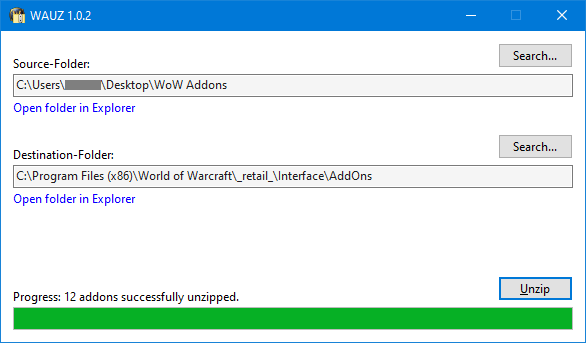 WAUZ 1.0.2
Search...
Source-Folder:
C:\Users\ \Desktop\WoW Addons
Open folder in Explorer
Search...
Destination-Folder:
C:\Program Files (x86)\World of Warcraft\_retail_\Interface\AddOns
Open folder in Explorer
Unzip
Progress: 12 addons successfully unzipped.